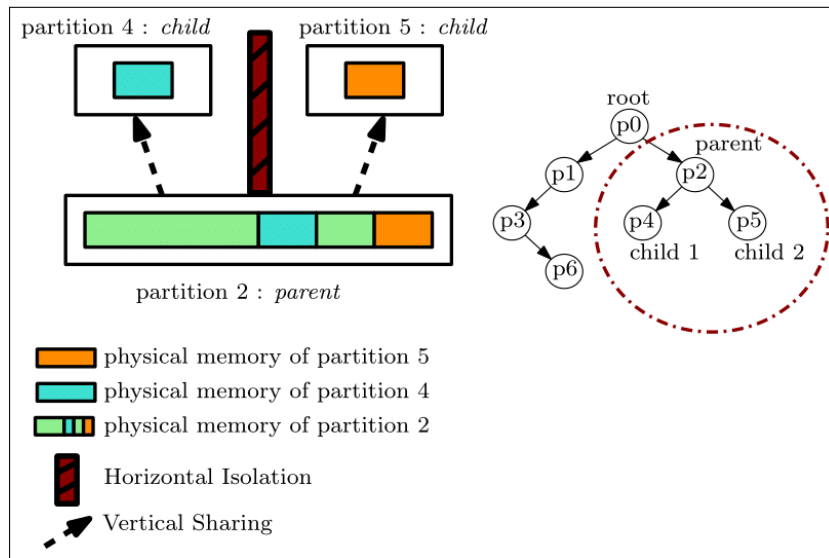 partition 4 : child
partition 5 : child
partition 2 : parent
root
p0
parent
p1
p2
p3
p4
p5
child 1
child 2
p6
physical memory of partition 5
physical memory of partition 4
physical memory of partition 2
Horizontal Isolation
Vertical Sharing